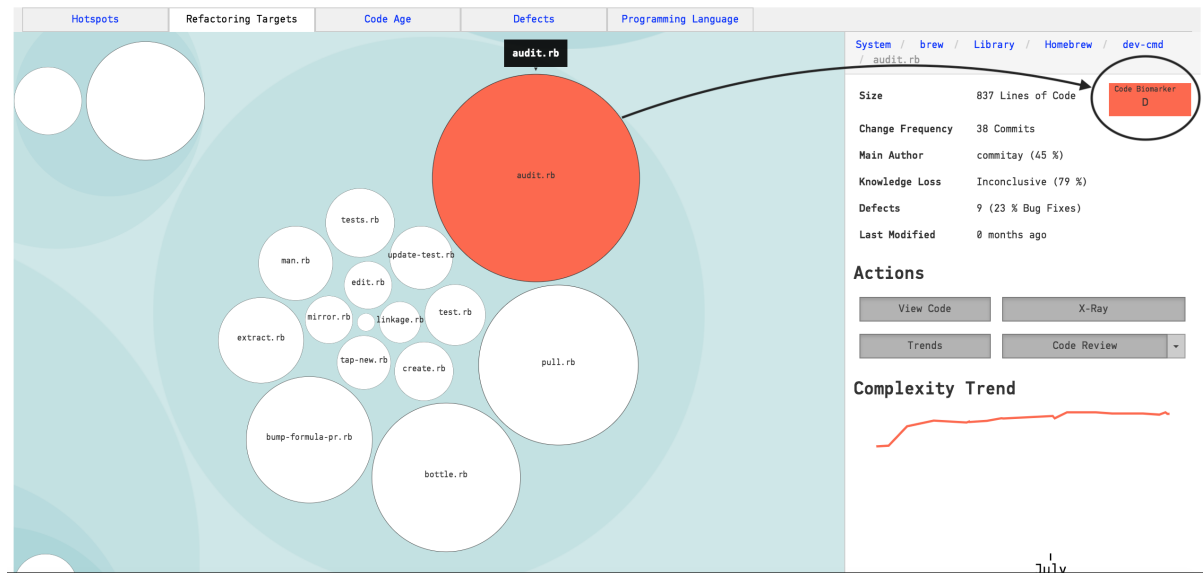 Hotspots
Refactoring Targets
Code Age
Defects
Programming Language
audit.rb
audit.rb
tests.rb
man.rb
update-test.rb
edit.rb
mirror.rb
linkage.rb
test.rb
extract.rb
tap-new.rb
create.rb
pull.rb
bump-formula-pr.rb
bottle.rb
System / brew / Library / Homebrew / dev-cmd
/ audit.rb
Size 837 Lines of Code
Code Biomarker
D
Change Frequency 38 Commits
Main Author commitay (45 %)
Knowledge Loss Inconclusive (79 %)
Defects 9 (23 % Bug Fixes)
Last Modified 0 months ago
Actions
View Code
X-Ray
Trends
Code Review
Complexity Trend
July